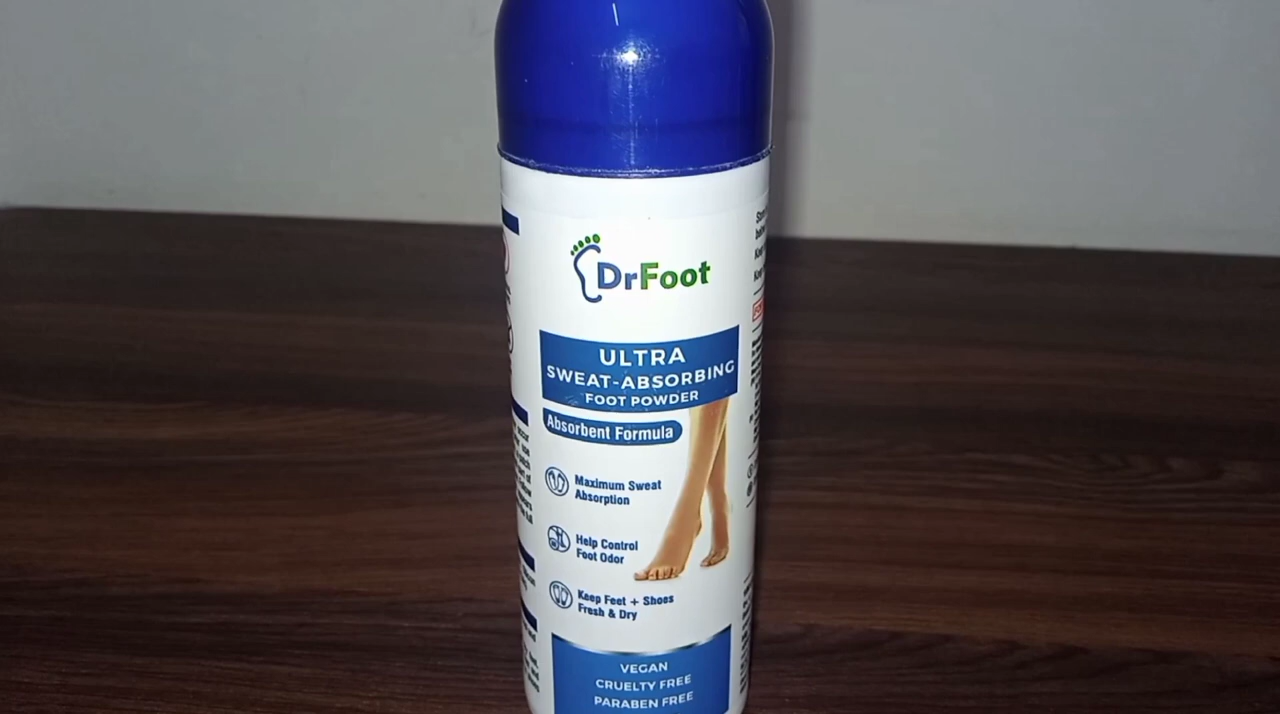 DrFoot
ULTRA
SWEAT-ABSORBING
FOOT POWDER
Absorbent Formula
Maximum Sweat
Absorption
Help Control
Foot Odor
Keep Feet + Shoes
Fresh & Dry
VEGAN
CRUELTY FREE
PARABEN FREE